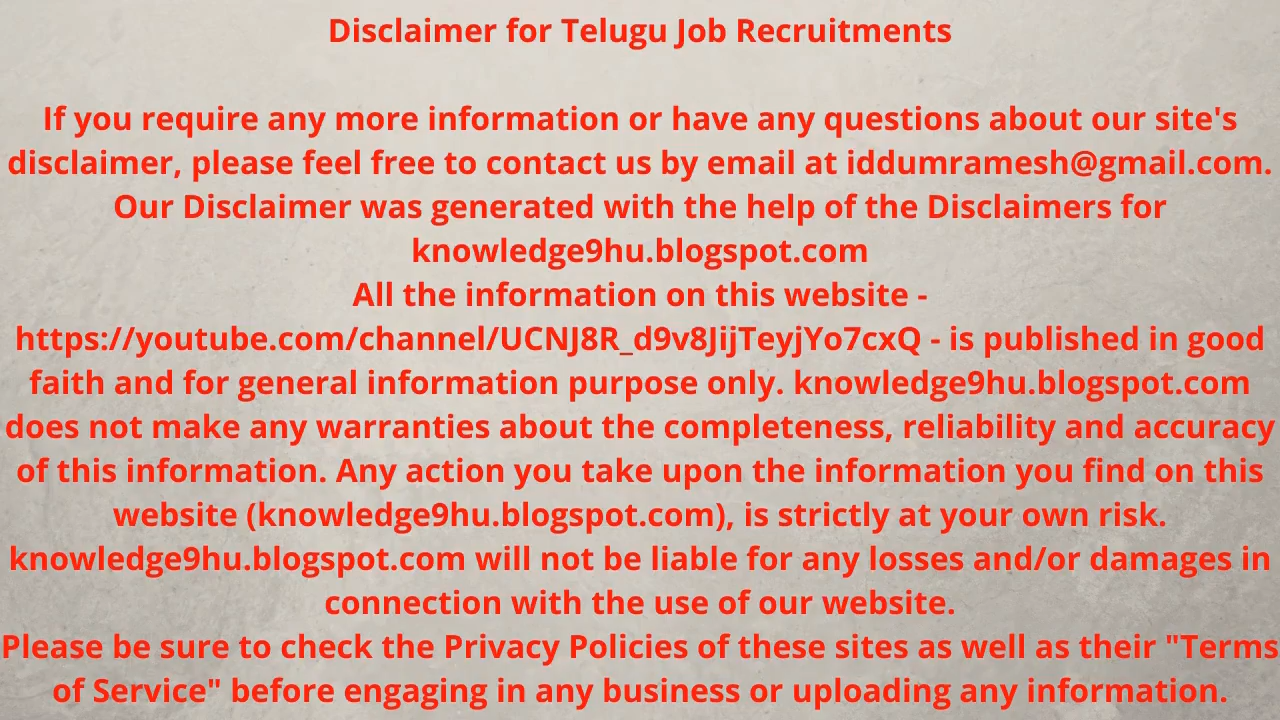 Disclaimer for Telugu Job Recruitments
If you require any more information or have any questions about our site's
disclaimer, please feel free to contact us by email at iddumramesh@gmail.com.
Our Disclaimer was generated with the help of the Disclaimers for
knowledge9hu.blogspot.com
All the information on this website -
https://youtube.com/channel/UCNJ8R_d9v8JijTeyjYo7cxQ - is published in good
faith and for general information purpose only. knowledge9hu.blogspot.com
does not make any warranties about the completeness, reliability and accuracy
of this information. Any action you take upon the information you find on this
website (knowledge9hu.blogspot.com), is strictly at your own risk.
knowledge9hu.blogspot.com will not be liable for any losses and/or damages in
connection with the use of our website.
Please be sure to check the Privacy Policies of these sites as well as their "Terms
of Service" before engaging in any business or uploading any information.